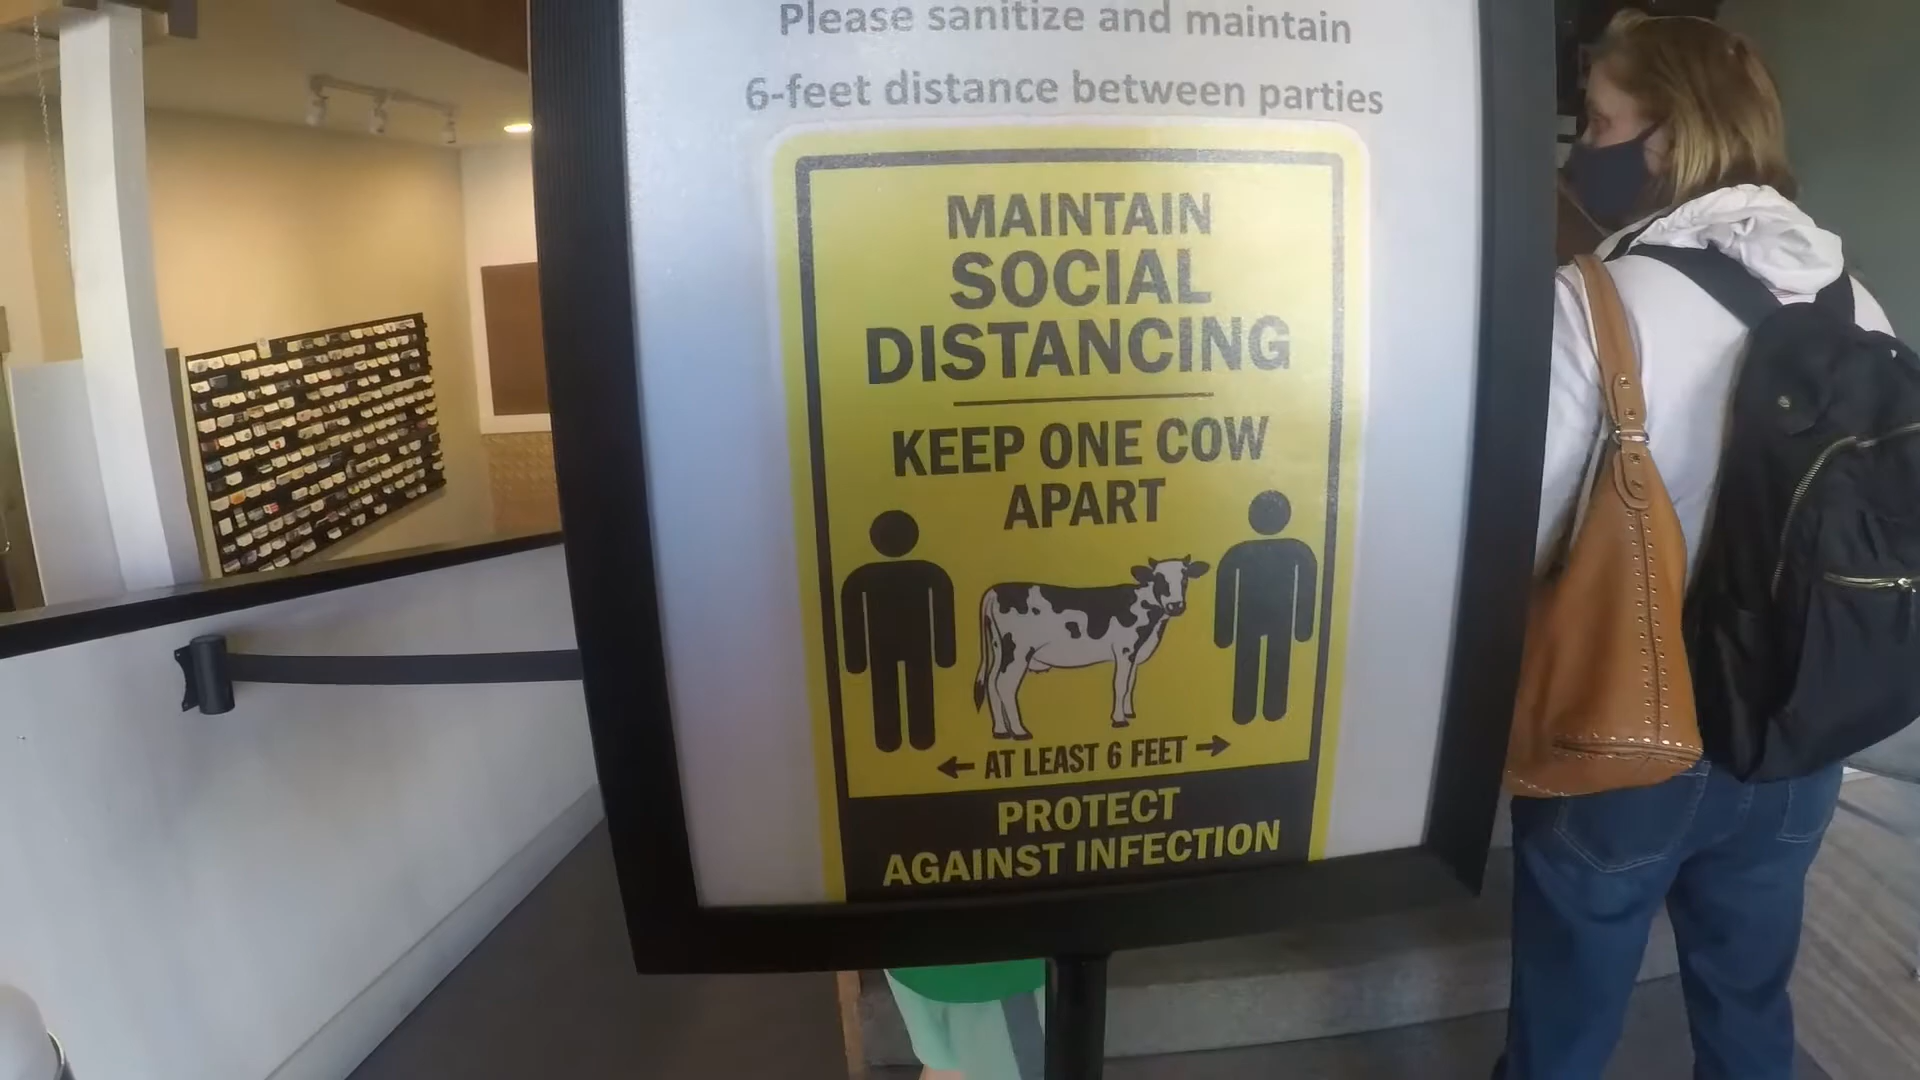 Please sanitize and maintain
6-feet distance between parties
MAINTAIN
SOCIAL
DISTANCING
KEEP ONE COW
APART
← AT LEAST 6 FEET →
PROTECT
AGAINST INFECTION